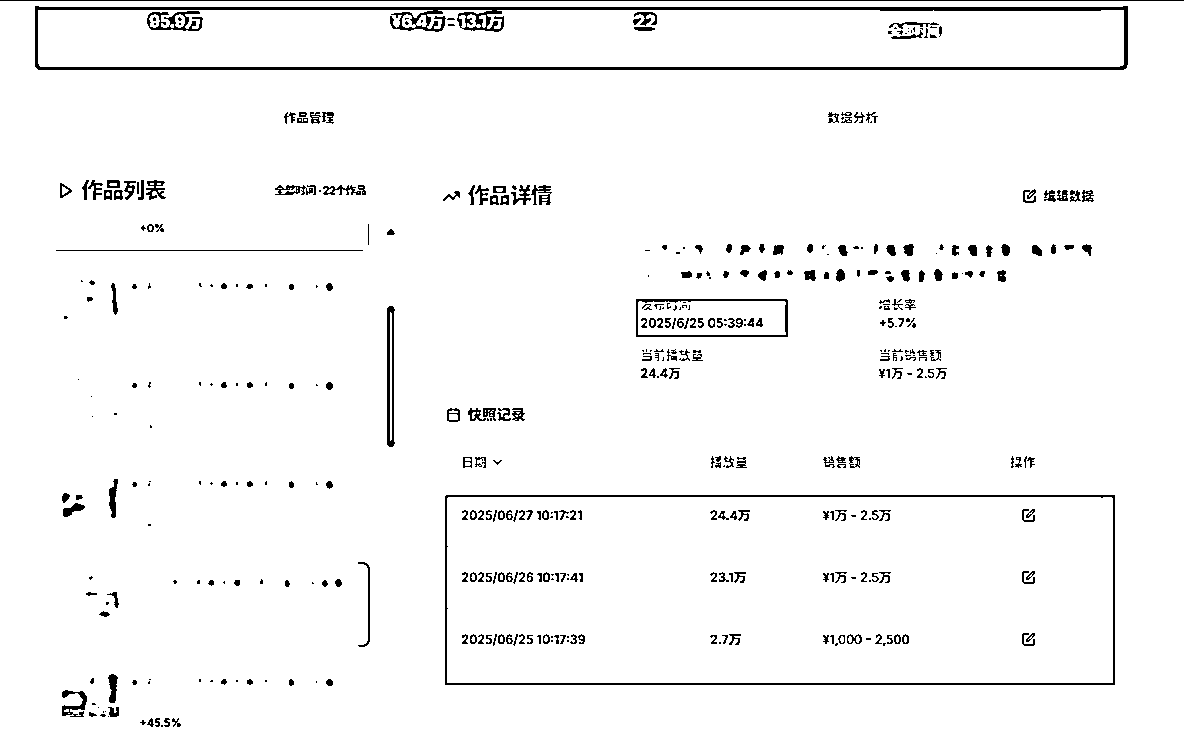 95.9万 ¥6.4万-13.1万 22 全部时间
作品管理 数据分析
作品列表 全部时间·22个作品
+0%
+45.5%
作品详情 编辑数据
发布时间 增长率
2025/6/25 05:39:44 +5.7%
当前播放量 当前销售额
24.4万 ¥1万 - 2.5万
快照记录
日期 播放量 销售额 操作
2025/06/27 10:17:21 24.4万 ¥1万 - 2.5万
2025/06/26 10:17:41 23.1万 ¥1万 - 2.5万
2025/06/25 10:17:39 2.7万 ¥1,000 - 2,500